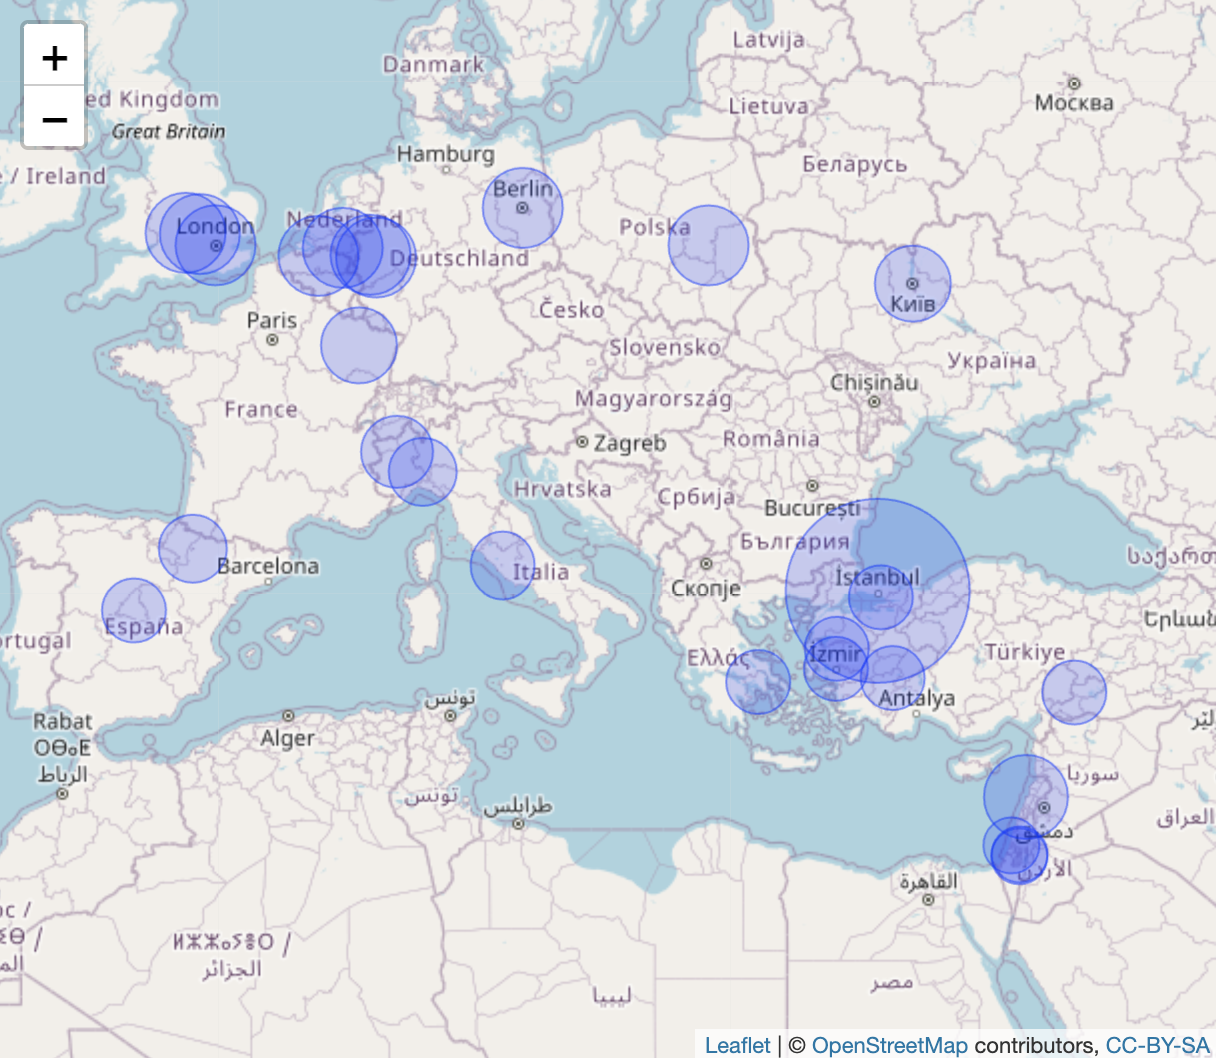 +
−
Latvija
Danmark
ed Kingdom
Москва
Lietuva
Great Britain
Hamburg
Беларусь
e / Ireland
Berlin
London
Nederland
Polska
Deutschland
Київ
Česko
Paris
Slovensko
Україна
Chișinău
Magyarország
France
România
Zagreb
Hrvatska
Србија
București
България
Barcelona
Italia
Скопје
İstanbul
საქართ
España
ortugal
Ελλάς
İzmir
Türkiye
Antalya
تونس
Rabat
ⵔⴱⴰⵟ
الرباط
Alger
سوريا
تونس
طرابلس
دمشق
العراق
الأردن
القاهرة
الجزائر
مصر
ليبيا
Leaflet | © OpenStreetMap contributors, CC-BY-SA